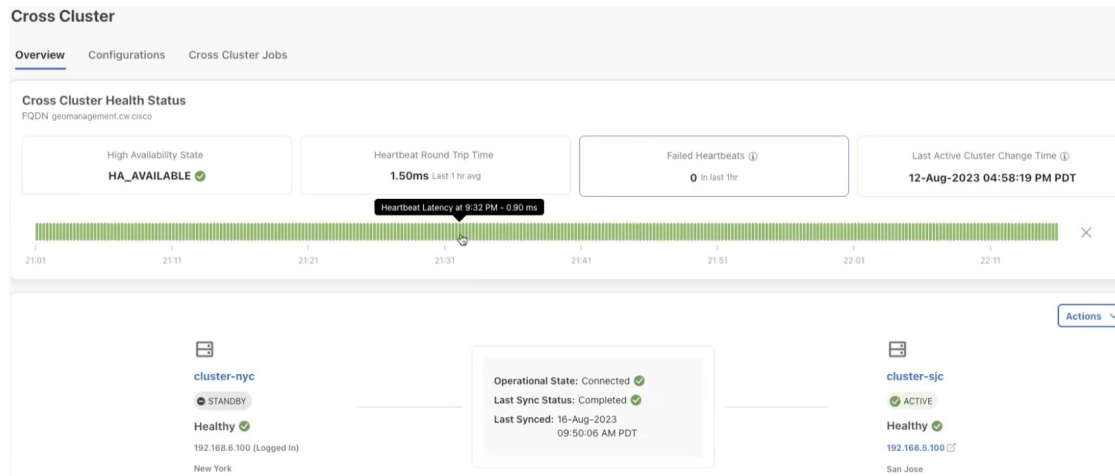 Cross Cluster
Overview Configurations Cross Cluster Jobs
Cross Cluster Health Status
FQDN geomanagement.cw.cisco
High Availability State
HA_AVAILABLE
Heartbeat Round Trip Time
1.50ms Last 1 hr avg
Failed Heartbeats
0 In last 1hr
Last Active Cluster Change Time
12-Aug-2023 04:58:19 PM PDT
Heartbeat Latency at 9:32 PM - 0.90 ms
21:01 21:11 21:21 21:31 21:41 21:51 22:01 22:11
Actions
cluster-nyc
STANDBY
Healthy
192.168.6.100 (Logged In)
New York
Operational State: Connected
Last Sync Status: Completed
Last Synced: 16-Aug-2023
09:50:06 AM PDT
cluster-sjc
ACTIVE
Healthy
192.168.5.100
San Jose